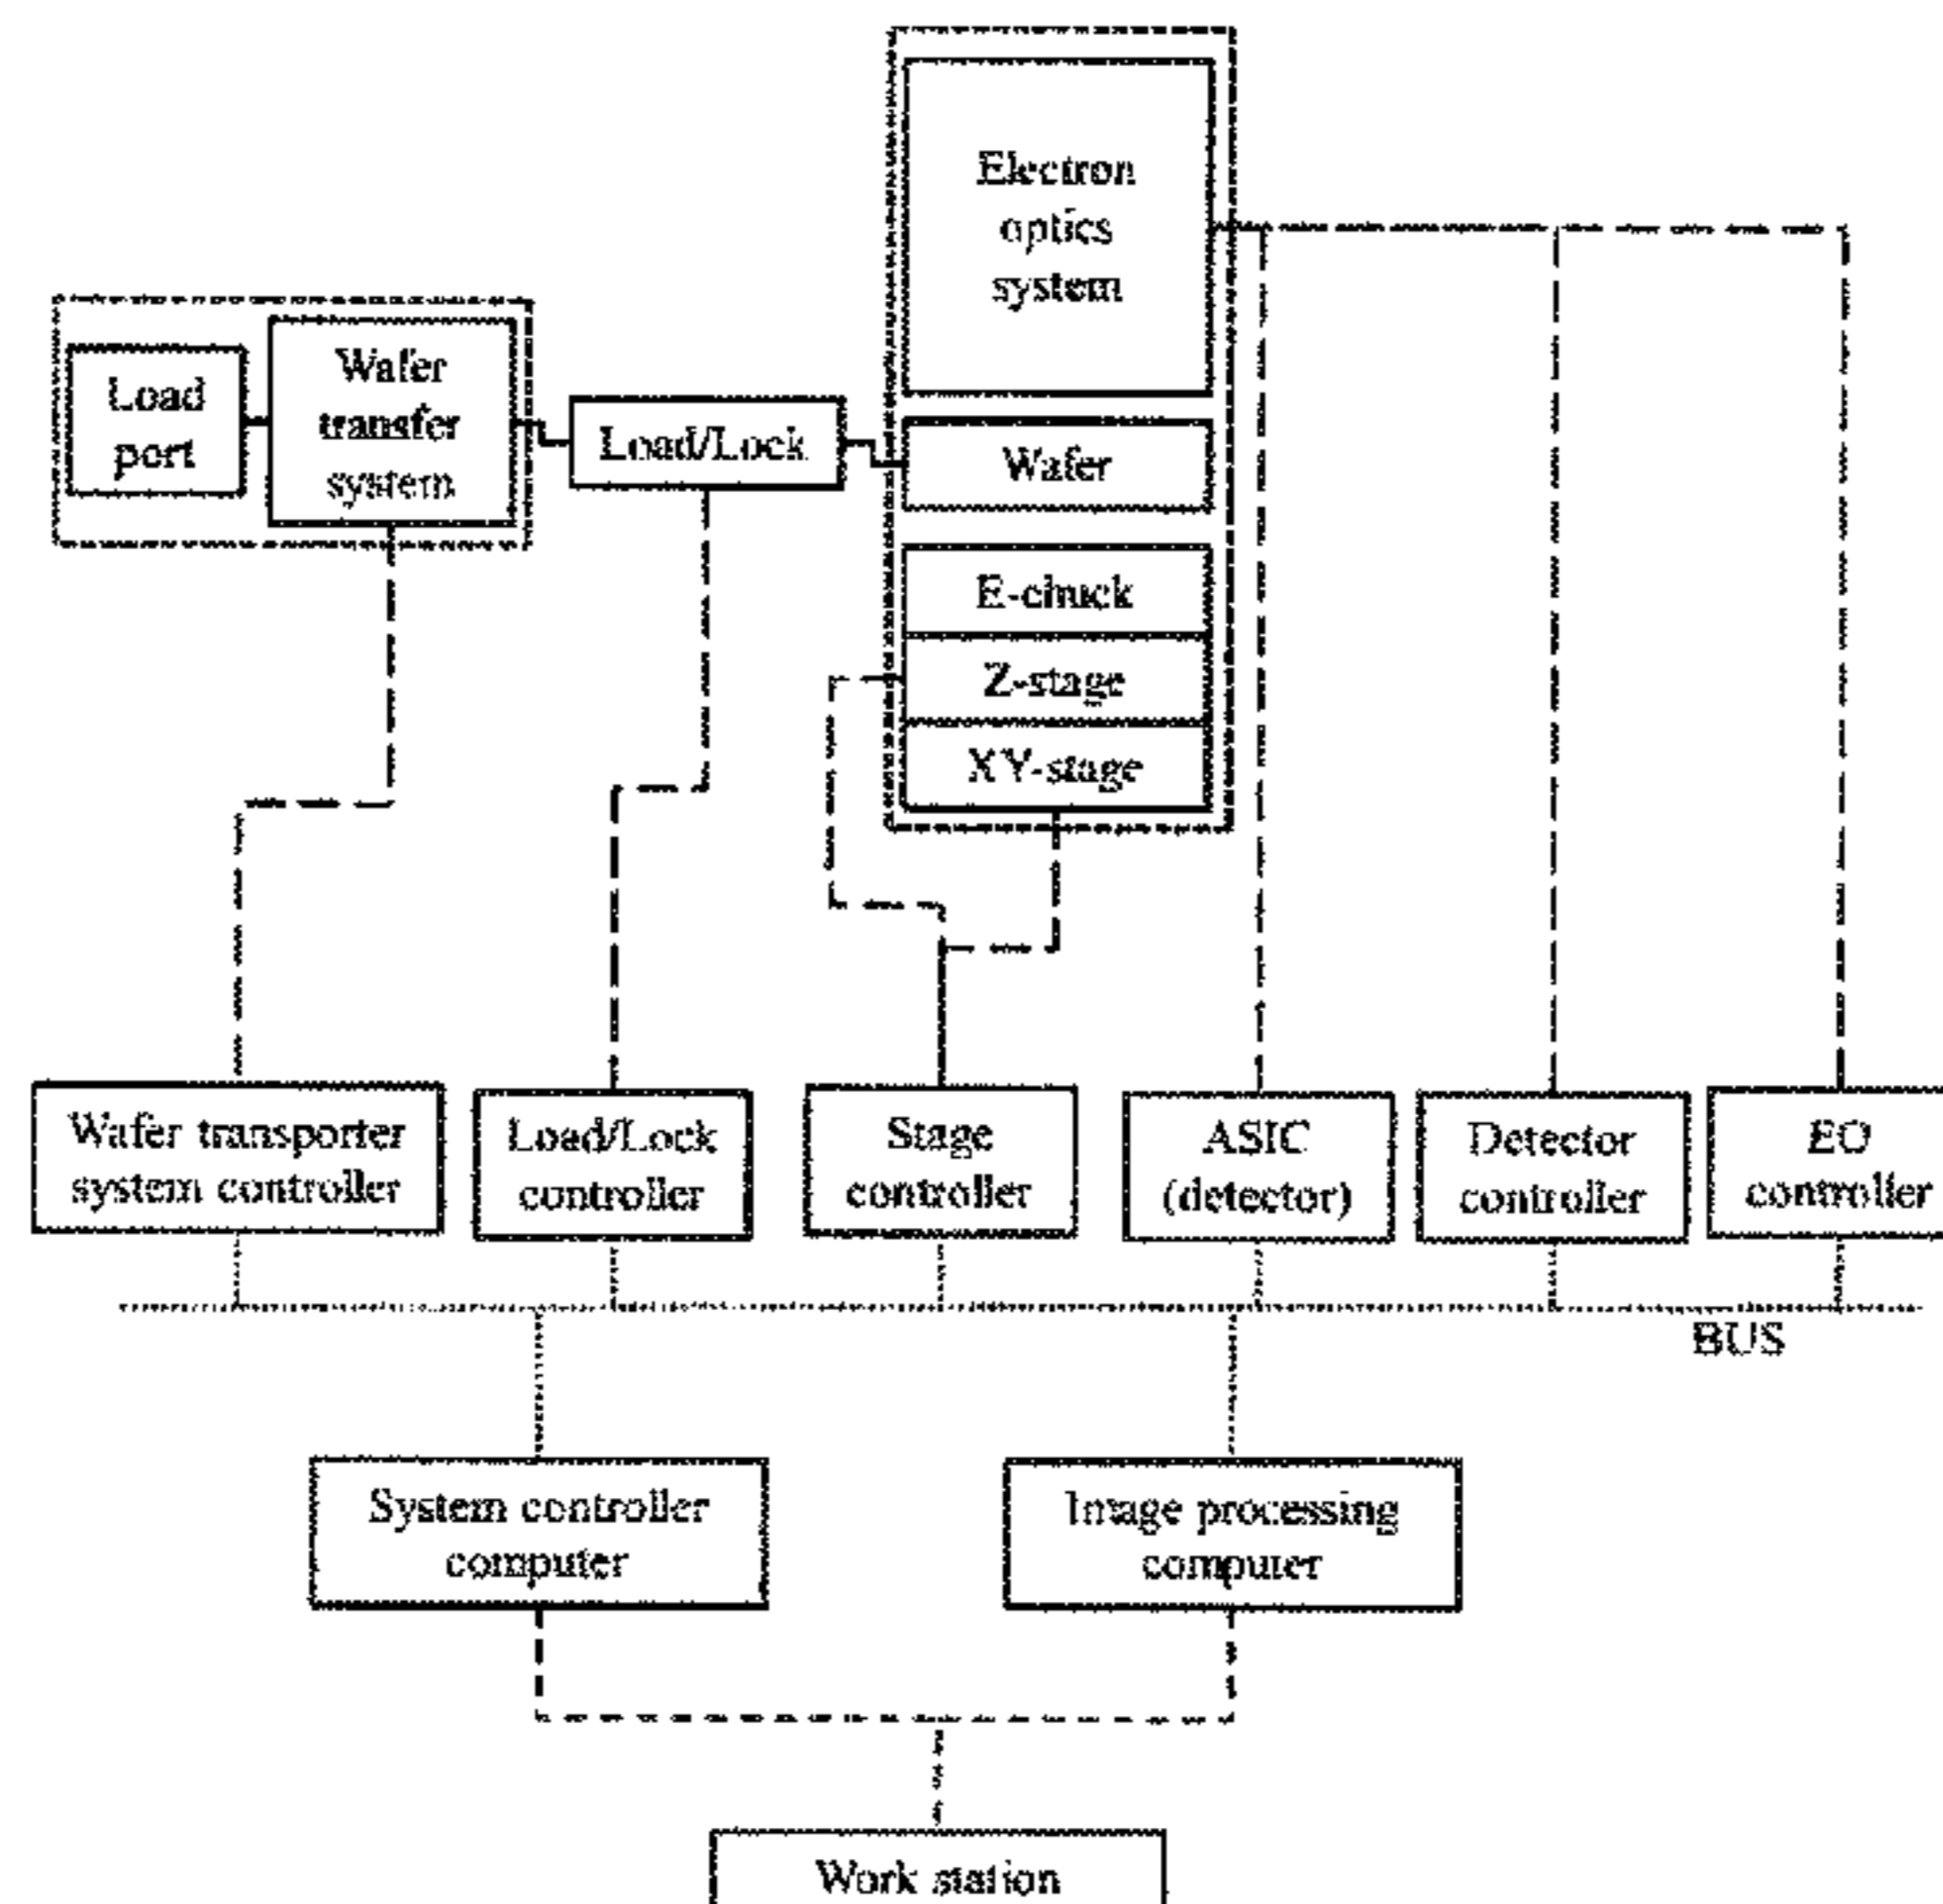 Electron
optics
system
Load
port
Wafer
transfer
system
Load/Lock
Wafer
E-chuck
Z-stage
XY-stage
Wafer transporter
system controller
Load/Lock
controller
Stage
controller
ASIC
(detector)
Detector
controller
EO
controller
BUS
System controller
computer
Image processing
computer
Work station